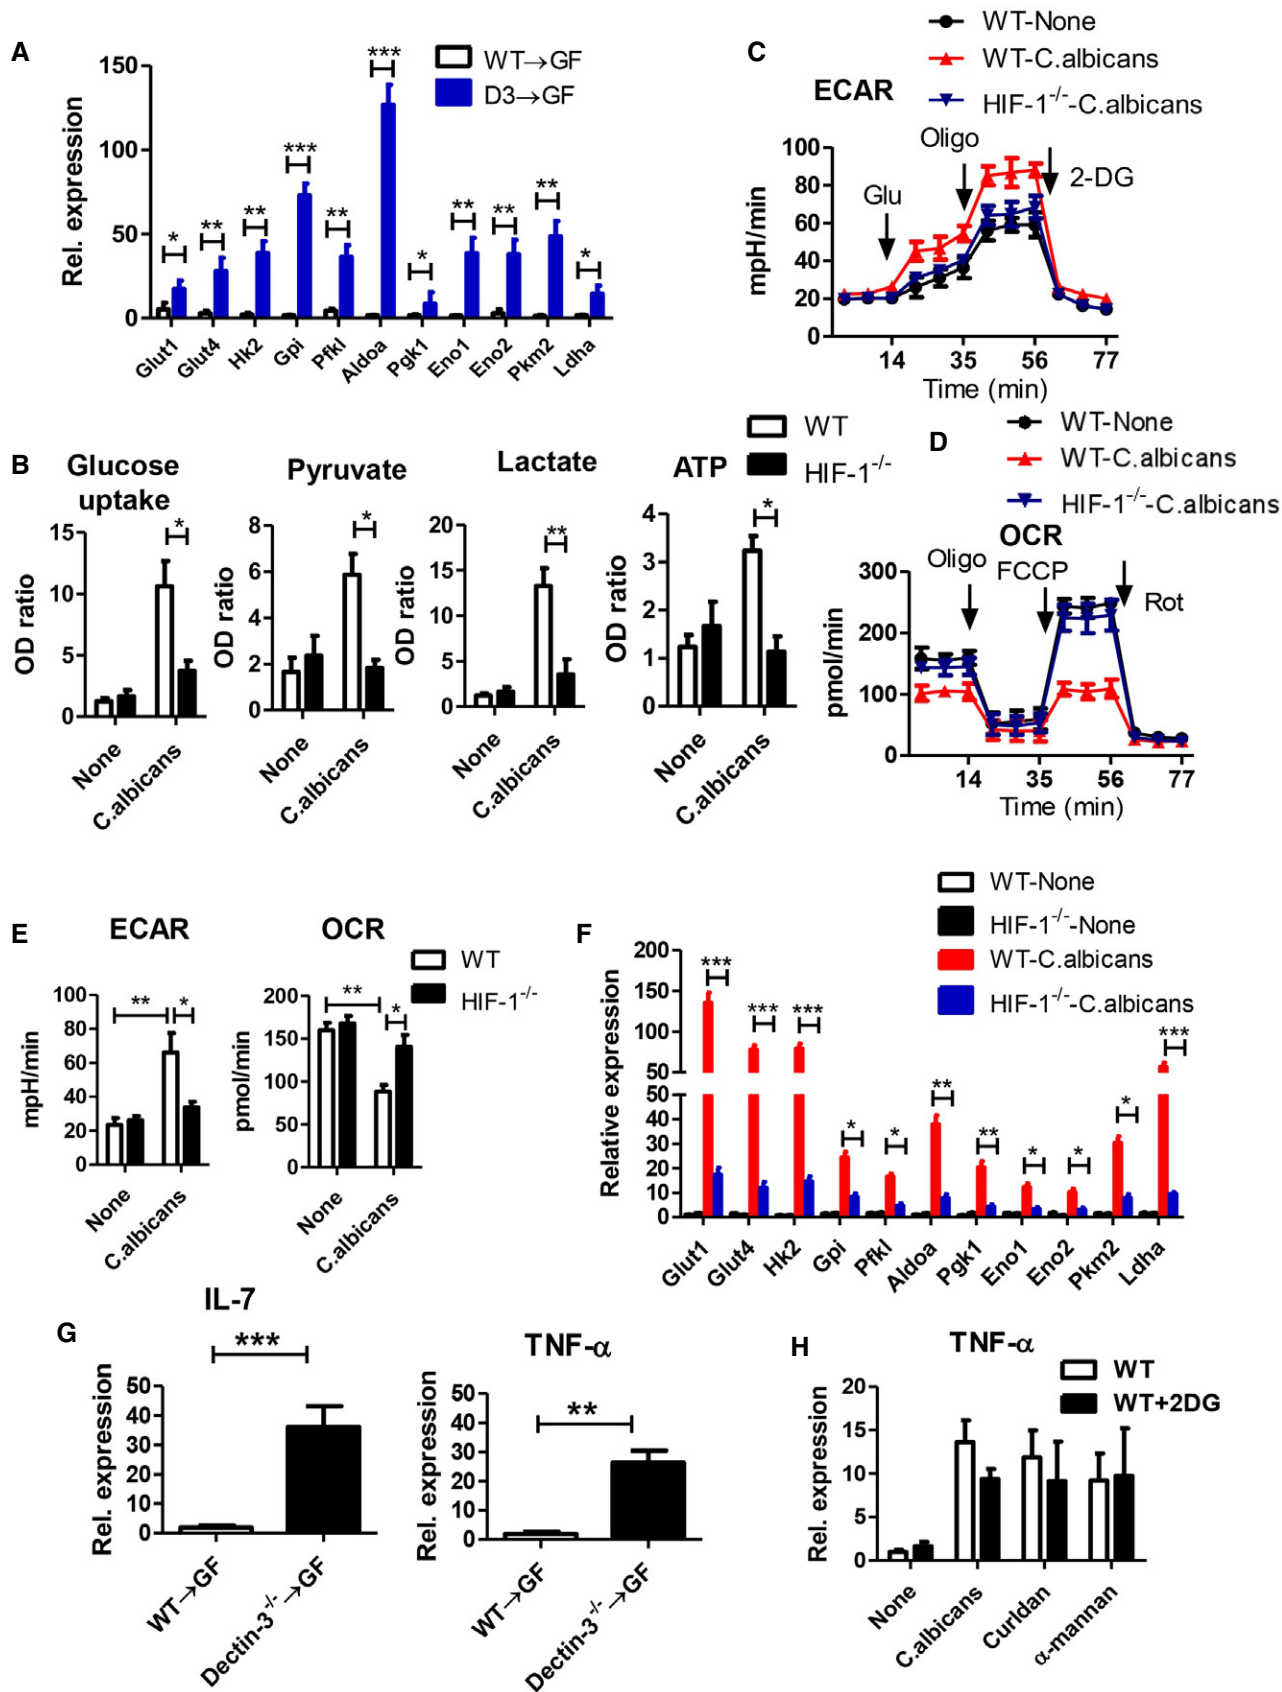 A
Rel. expression
150
100
50
0
WT→GF
D3→GF
*
**
**
***
**
***
*
**
**
**
*
Glut1
Glut4
Hk2
Gpi
Pfkl
Aldoa
Pgk1
Eno1
Eno2
Pkm2
Ldha
C
WT-None
WT-C.albicans
HIF-1-/--C.albicans
ECAR
Glu
Oligo
2-DG
mpH/min
100
80
60
40
20
0
14
35
56
77
Time (min)
B
WT
HIF-1-/-
Glucose
uptake
OD ratio
15
10
5
0
*
None
C.albicans
Pyruvate
OD ratio
8
6
4
2
0
*
None
C.albicans
Lactate
OD ratio
20
15
10
5
0
**
None
C.albicans
ATP
OD ratio
4
3
2
1
0
*
None
C.albicans
D
WT-None
WT-C.albicans
HIF-1-/--C.albicans
OCR
Oligo
FCCP
Rot
pmol/min
300
200
100
0
14
35
56
77
Time (min)
E
ECAR
mpH/min
100
80
60
40
20
0
**
*
None
C.albicans
OCR
WT
HIF-1-/-
pmol/min
200
150
100
50
0
**
*
None
C.albicans
F
WT-None
HIF-1-/--None
WT-C.albicans
HIF-1-/--C.albicans
Relative expression
200
150
100
50
50
40
30
20
10
0
***
***
***
*
*
**
**
*
*
*
***
Glut1
Glut4
Hk2
Gpi
Pfkl
Aldoa
Pgk1
Eno1
Eno2
Pkm2
Ldha
G
IL-7
***
Rel. expression
50
40
30
20
10
0
WT→GF
Dectin-3-/-→GF
TNF-α
**
Rel. expression
50
40
30
20
10
0
WT→GF
Dectin-3-/-→GF
H
TNF-α
WT
WT+2DG
Rel. expression
20
15
10
5
0
None
C.albicans
Curldan
α-mannan